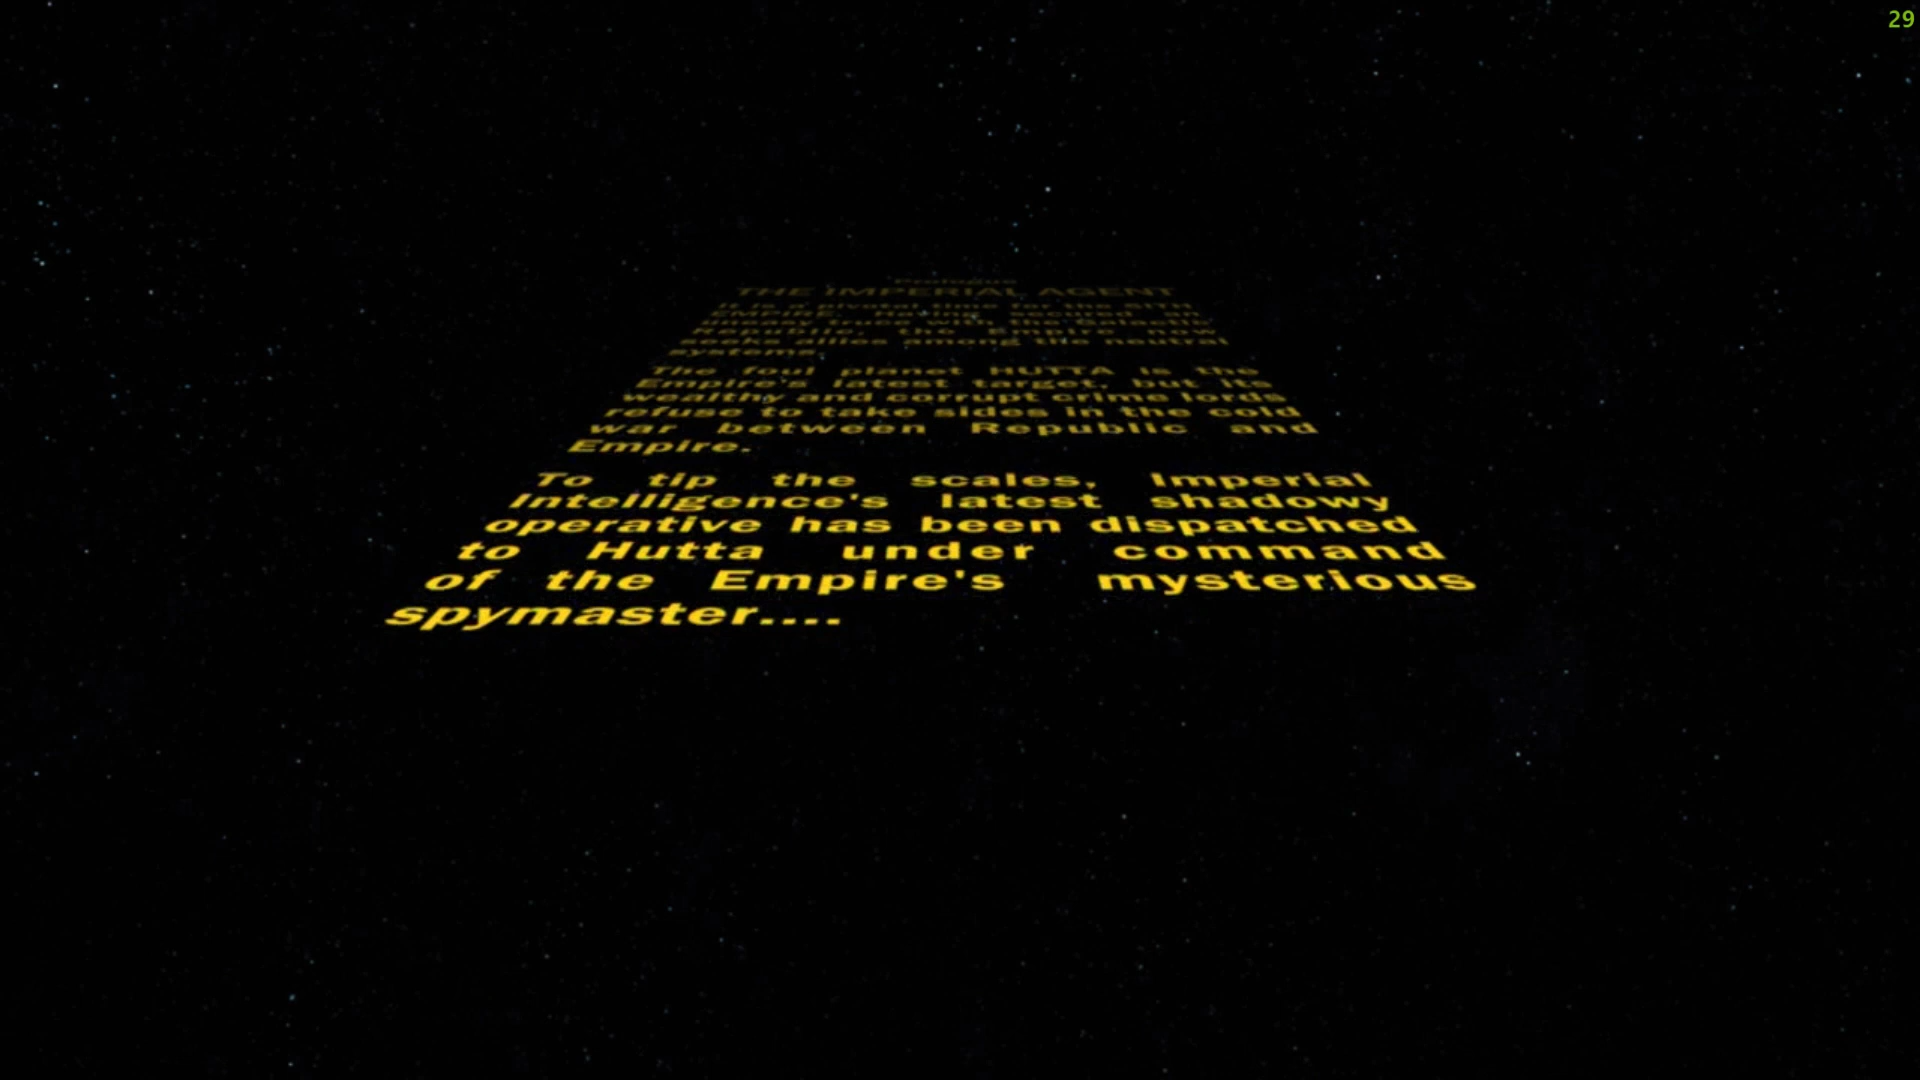 29
Prologue
THE IMPERIAL AGENT
It is a pivotal time for the SITH
EMPIRE. Having secured an
uneasy truce with the Galactic
Republic, the Empire now
seeks allies among the neutral
systems.
The foul planet HUTTA is the
Empire's latest target, but its
wealthy and corrupt crime lords
refuse to take sides in the cold
war between Republic and
Empire.
To tip the scales, Imperial
Intelligence's latest shadowy
operative has been dispatched
to Hutta under command
of the Empire's mysterious
spymaster....